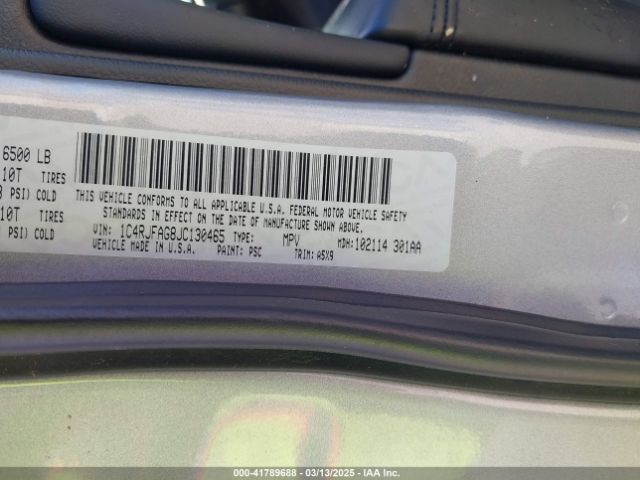 6500 LB
10T TIRES
PSI) COLD
10T TIRES
PSI) COLD
THIS VEHICLE CONFORMS TO ALL APPLICABLE U.S.A. FEDERAL MOTOR VEHICLE SAFETY
STANDARDS IN EFFECT ON THE DATE OF MANUFACTURE SHOWN ABOVE.
VIN: 1C4RJFAG8JC130465 TYPE: MPV MDH: 102114 301AA
VEHICLE MADE IN U.S.A. PAINT: PSC TRIM: A5X9
000-41789688 - 03/13/2025 - IAA Inc.